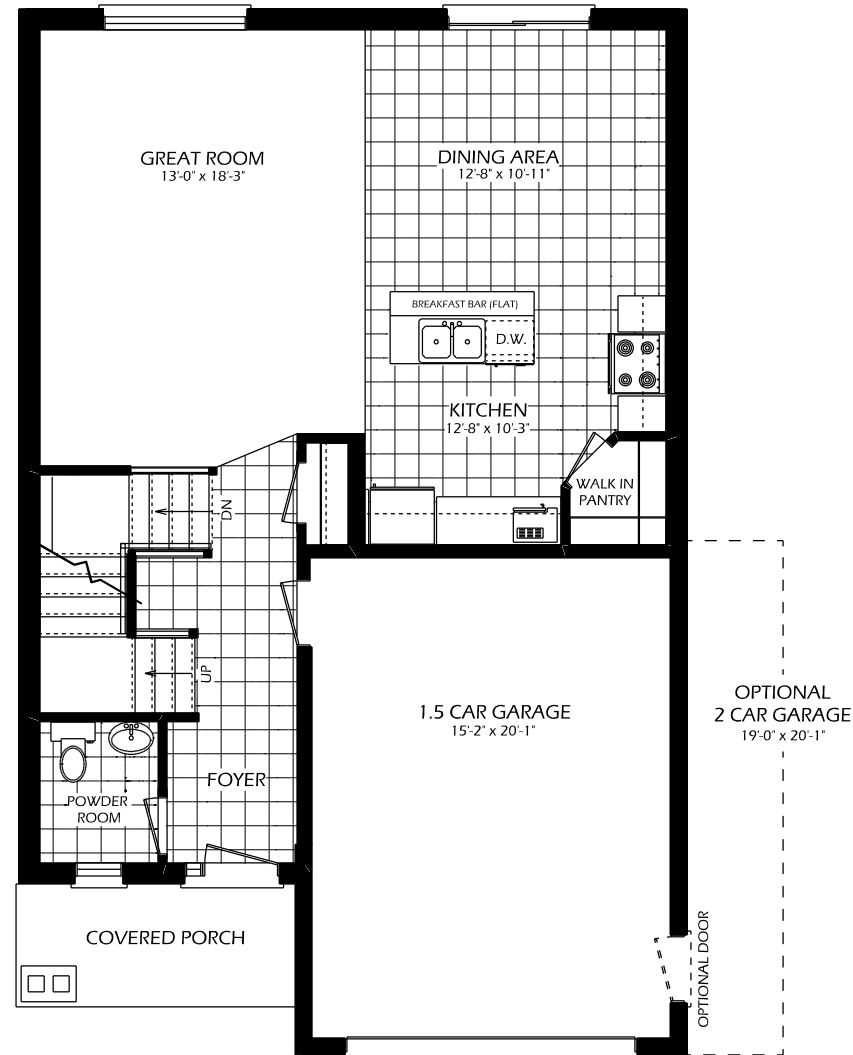 GREAT ROOM
13'-0" x 18'-3"
DINING AREA
12'-8" x 10'-11"
BREAKFAST BAR (FLAT)
D.W.
KITCHEN
12'-8" x 10'-3"
WALK IN
PANTRY
DN
UP
1.5 CAR GARAGE
15'-2" x 20'-1"
OPTIONAL
2 CAR GARAGE
19'-0" x 20'-1"
FOYER
POWDER
ROOM
COVERED PORCH
OPTIONAL DOOR